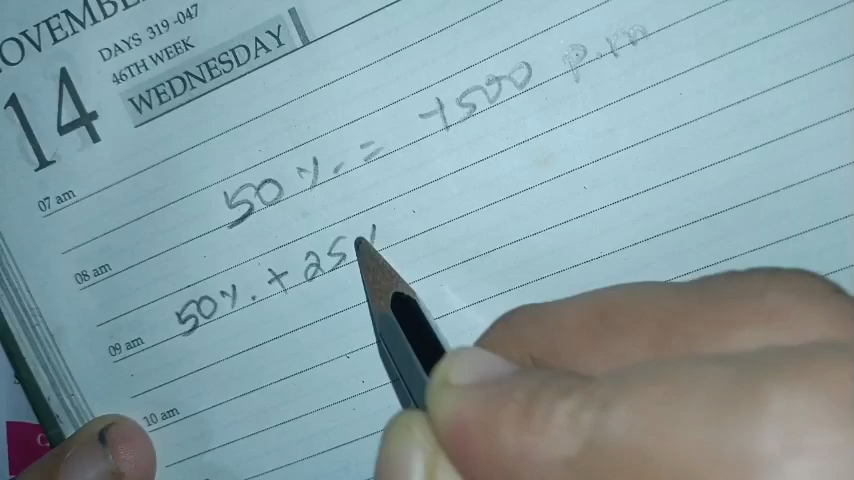 NOVEMBE
14
DAYS 319-047
46TH WEEK
WEDNESDAY
07 am
50%. = 7500 p.m
08 am
50%. + 25%
09 am
10 am